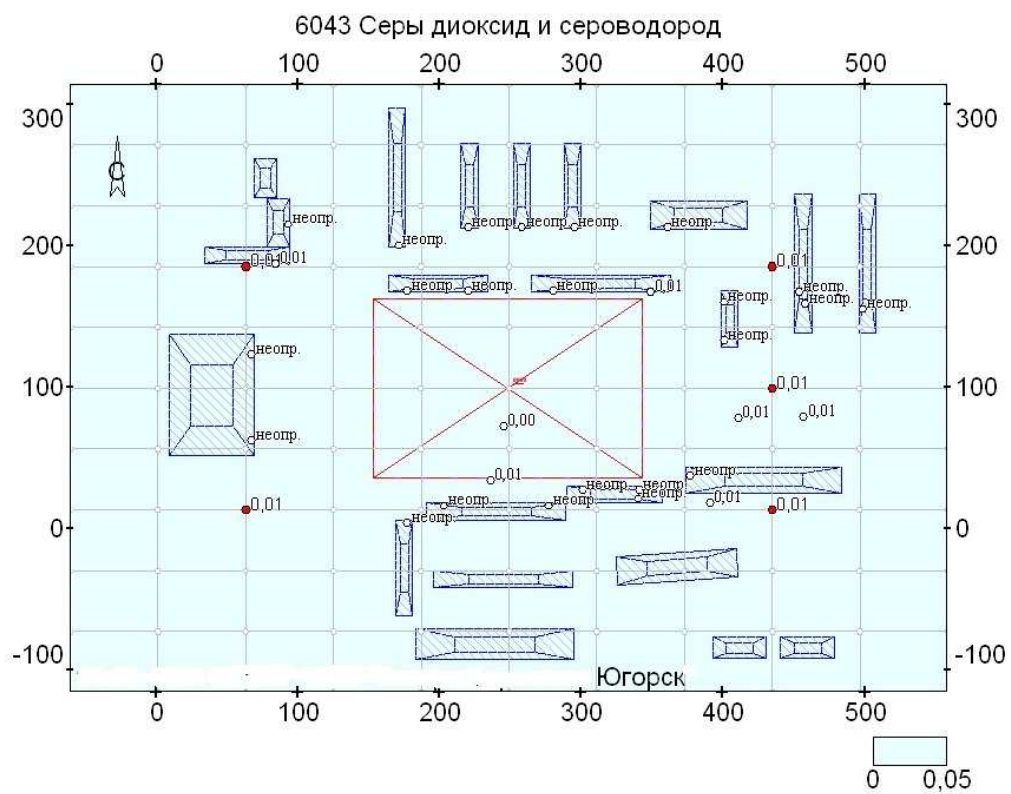 6043 Серы диоксид и сероводород
0 100 200 300 400 500
300 300
С
неопр.
неопр.
неопр. неопр. неопр. неопр.
200 200
0,01 0,01 0,01
неопр. неопр. неопр. 0,01
неопр. неопр. неопр. неопр.
неопр.
неопр.
100 100
0,01
0,01 0,01
0,00
неопр.
0,01 неопр.
неопр. неопр. неопр.
неопр. неопр. 0,01
0,01 0,01
неопр.
0 0
-100 -100
Югорск
0 100 200 300 400 500
0 0,05